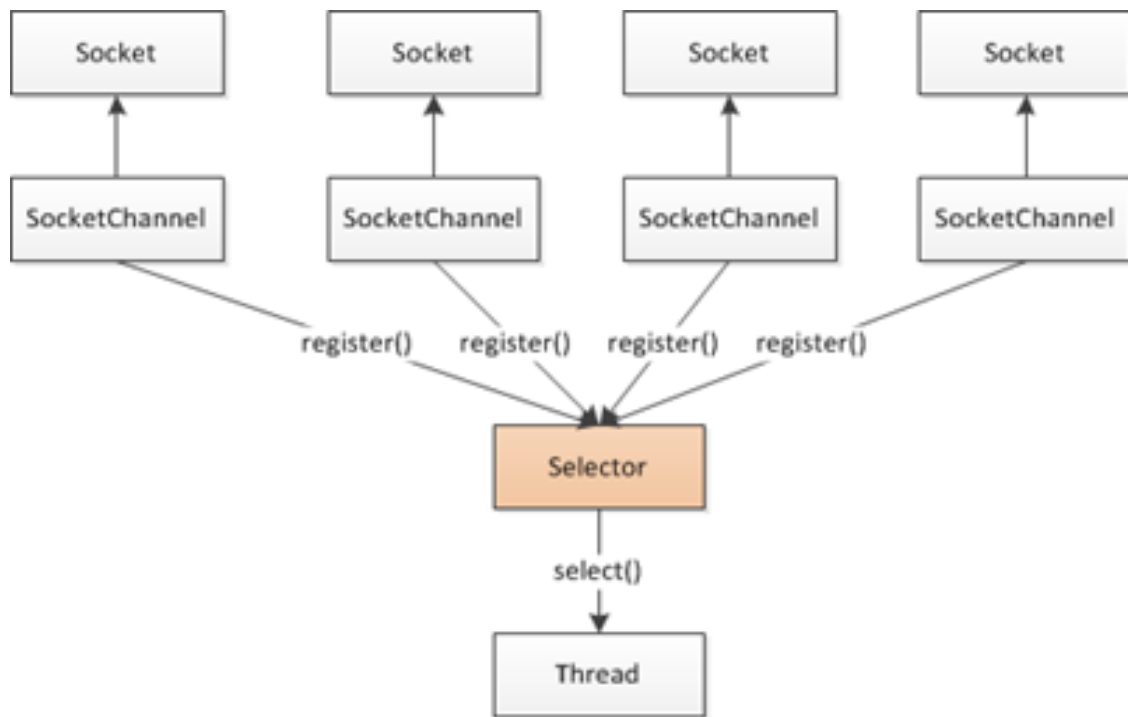 Socket
Socket
Socket
Socket
SocketChannel
SocketChannel
SocketChannel
SocketChannel
register()
register()
register()
register()
Selector
select()
Thread